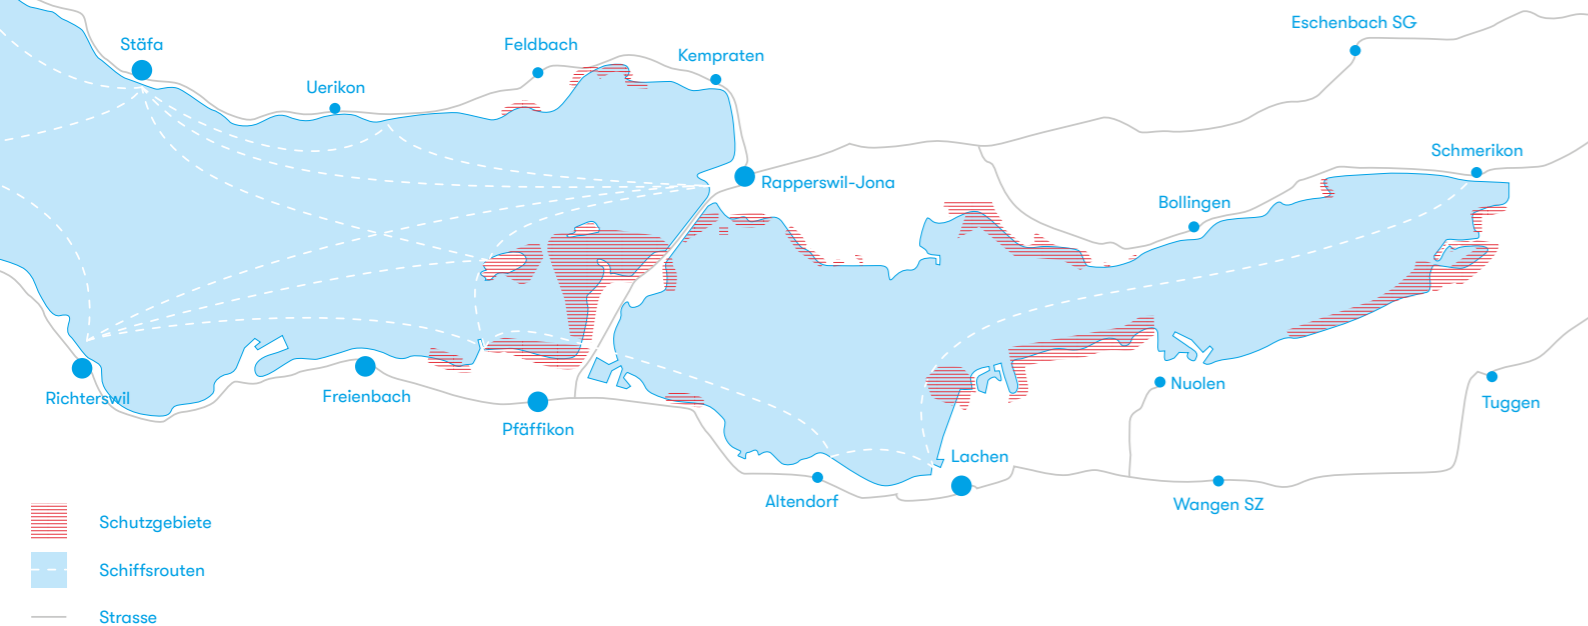 Eschenbach SG
Stäfa
Feldbach
Kempraten
Uerikon
Schmerikon
Rapperswil-Jona
Bollingen
Richterswil
Freienbach
Nuolen
Tuggen
Pfäffikon
Lachen
Altendorf
Wangen SZ
Schutzgebiete
Schiffsrouten
Strasse